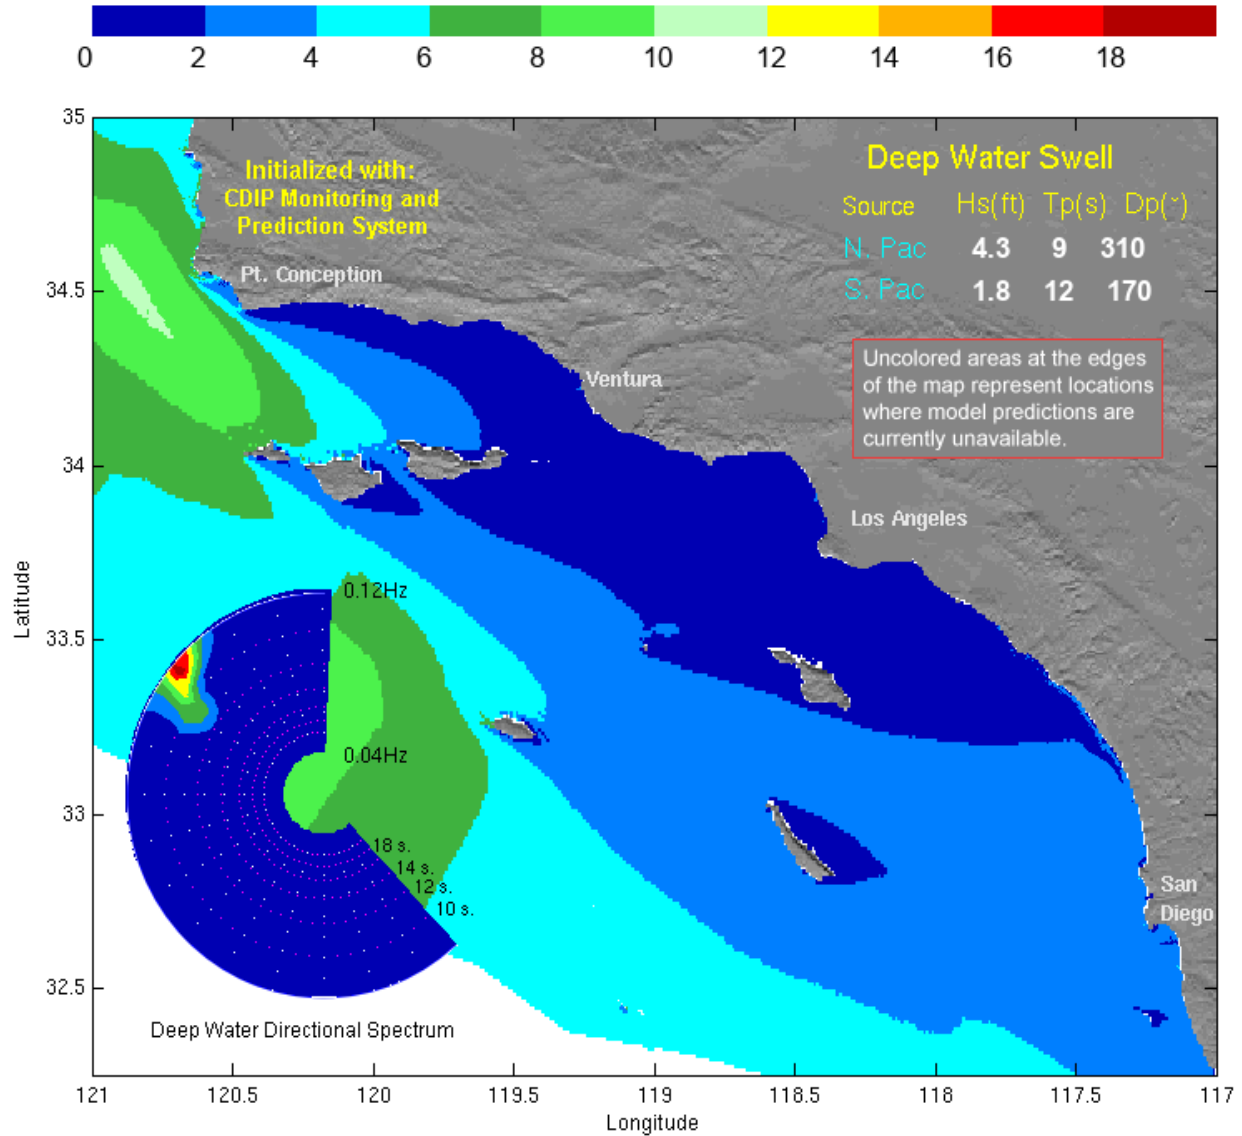 0 2 4 6 8 10 12 14 16 18
35
34.5
34
33.5
33
32.5
Latitude
Initialized with:
CDIP Monitoring and
Prediction System
Pt. Conception
Deep Water Swell
Source Hs(ft) Tp(s) Dp(˘)
N. Pac 4.3 9 310
S. Pac 1.8 12 170
Uncolored areas at the edges
of the map represent locations
where model predictions are
currently unavailable.
Ventura
Los Angeles
San
Diego
0.12Hz
0.04Hz
18 s.
14 s.
12 s.
10 s.
Deep Water Directional Spectrum
121 120.5 120 119.5 119 118.5 118 117.5 117
Longitude